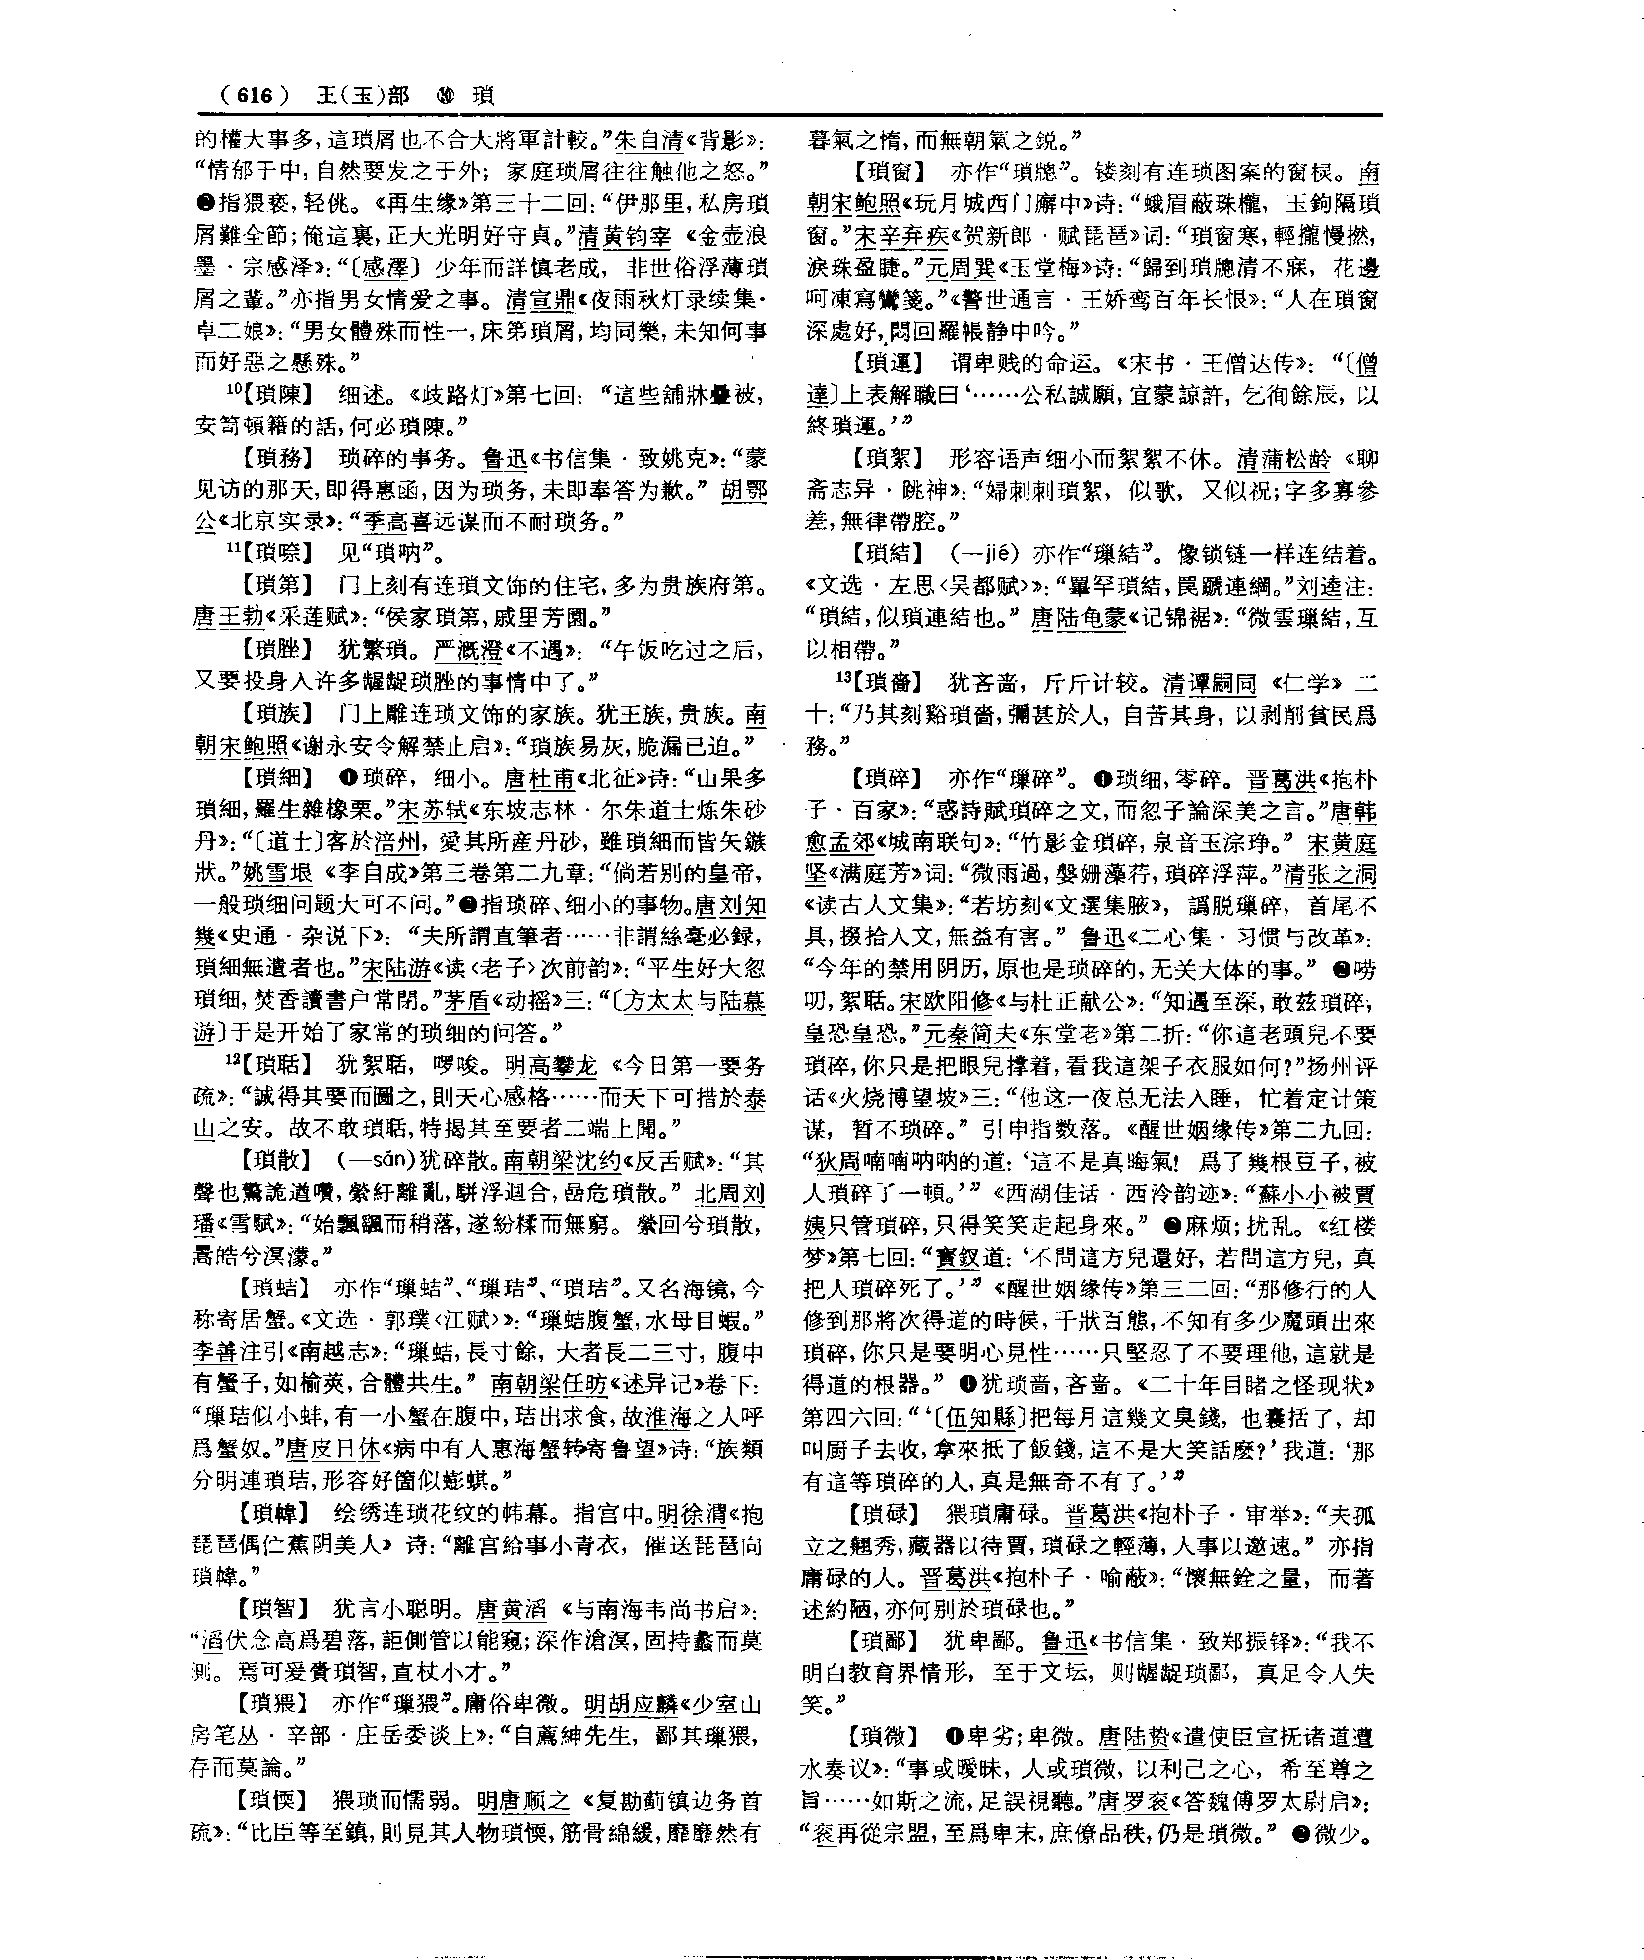 （616） 王(玉)部 ⑩ 瑣
的權大事多，這瑣屑也不合大將軍計較。”朱自清《背影》：
“情郁于中，自然要发之于外；家庭琐屑往往触他之怒。”
❷指猥亵，轻佻。《再生缘》第三十二回：“伊那里，私房瑣
屑難全節；俺這裏，正大光明好守貞。”清黄钧宰《金壶浪
墨·宗感泽》：“〔感澤〕少年而詳慎老成，非世俗浮薄瑣
屑之輩。”亦指男女情爱之事。清宣鼎《夜雨秋灯录续集·
卓二娘》：“男女體殊而性一，床笫瑣屑，均同樂，未知何事
而好惡之懸殊。”
10【瑣陳】 细述。《歧路灯》第七回：“這些舖牀疊被，
安笥頓籍的話，何必瑣陳。”
【瑣務】 琐碎的事务。鲁迅《书信集·致姚克》：“蒙
见访的那天，即得惠函，因为琐务，未即奉答为歉。”胡鄂
公《北京实录》：“季高喜远谋而不耐琐务。”
11【瑣㖠】 见“瑣呐”。
【瑣第】 门上刻有连琐文饰的住宅，多为贵族府第。
唐王勃《采莲赋》：“侯家瑣第，戚里芳園。”
【瑣脞】 犹繁琐。严溉澄《不遇》：“午饭吃过之后，
又要投身入许多龌龊琐脞的事情中了。”
【瑣族】 门上雕连琐文饰的家族。犹王族，贵族。南
朝宋鲍照《谢永安令解禁止启》：“瑣族易灰，脆漏已迫。”
【瑣細】 ❶琐碎，细小。唐杜甫《北征》诗：“山果多
瑣細，羅生雜橡栗。”宋苏轼《东坡志林·尔朱道士炼朱砂
丹》：“〔道士〕客於涪州，愛其所産丹砂，雖瑣細而皆矢鏃
狀。”姚雪垠《李自成》第三卷第二九章：“倘若别的皇帝，
一般琐细问题大可不问。”❷指琐碎、细小的事物。唐刘知
幾《史通·杂说下》：“夫所謂直筆者……非謂絲毫必録，
瑣細無遺者也。”宋陆游《读〈老子〉次前韵》：“平生好大忽
瑣細，焚香讀書户常閉。”茅盾《动摇》三：“〔方太太与陆慕
游〕于是开始了家常的琐细的问答。”
12【瑣聒】 犹絮聒，啰唆。明高攀龙《今日第一要务
疏》：“誠得其要而圖之，則天心感格……而天下可措於泰
山之安。故不敢瑣聒，特揭其至要者二端上聞。”
【瑣散】 （—sǎn）犹碎散。南朝梁沈约《反舌赋》：“其
聲也驚詭遒囋，縈紆離亂，駢浮迴合，嵒危瑣散。”北周刘
璠《雪赋》：“始飄颻而稍落，遂紛糅而無窮。縈回兮瑣散，
暠皓兮溟濛。”
【瑣蛣】 亦作“璅蛣”、“璅琂”、“瑣琂”。又名海镜，今
称寄居蟹。《文选·郭璞〈江赋〉》：“璅蛣腹蟹，水母目蝦。”
李善注引《南越志》：“璅蛣，長寸餘，大者長二三寸，腹中
有蟹子，如榆莢，合體共生。”南朝梁任昉《述异记》卷下：
“璅琂似小蚌，有一小蟹在腹中，琂出求食，故淮海之人呼
爲蟹奴。”唐皮日休《病中有人惠海蟹转寄鲁望》诗：“族類
分明連瑣琂，形容好箇似蟛蜞。”
【瑣幃】 绘绣连琐花纹的帏幕。指宫中。明徐渭《抱
琵琶偶伫蕉阴美人》诗：“離宫給事小青衣，催送琵琶向
瑣幃。”
【瑣智】 犹言小聪明。唐黄滔《与南海韦尚书启》：
“滔伏念高爲碧落，詎側管以能窺；深作滄溟，固持蠡而莫
測。焉可爰賫瑣智，直杖小才。”
【瑣猥】 亦作“璅猥”。庸俗卑微。明胡应麟《少室山
房笔丛·辛部·庄岳委谈上》：“自薦紳先生，鄙其璅猥，
存而莫論。”
【瑣愞】 猥琐而懦弱。明唐顺之《复勘蓟镇边务首
疏》：“比臣等至鎮，則見其人物瑣愞，筋骨綿緩，靡靡然有
暮氣之惰，而無朝氣之鋭。”
【瑣窗】 亦作“瑣牕”。镂刻有连琐图案的窗棂。南
朝宋鲍照《玩月城西门廨中》诗：“蛾眉蔽珠櫳，玉鉤隔瑣
窗。”宋辛弃疾《贺新郎·赋琵琶》词：“瑣窗寒，輕攏慢撚，
淚珠盈睫。”元周巽《玉堂梅》诗：“歸到瑣牕清不寐，花邊
呵凍寫鸞箋。”《警世通言·王娇鸾百年长恨》：“人在瑣窗
深處好，悶回羅帳静中吟。”
【瑣運】 谓卑贱的命运。《宋书·王僧达传》：“〔僧
達〕上表解職曰‘……公私誠願，宜蒙諒許，乞徇餘辰，以
終瑣運。’”
【瑣絮】 形容语声细小而絮絮不休。清蒲松龄《聊
斋志异·跳神》：“婦刺刺瑣絮，似歌，又似祝；字多寡參
差，無律帶腔。”
【瑣結】 （—jié）亦作“璅結”。像锁链一样连结着。
《文选·左思〈吴都赋〉》：“罼罕瑣結，罠蹏連綱。”刘逵注：
“瑣結，似瑣連結也。”唐陆龟蒙《记锦裾》：“微雲璅結，互
以相帶。”
13【瑣嗇】 犹吝啬，斤斤计较。清谭嗣同《仁学》二
十：“乃其刻谿瑣嗇，彌甚於人，自苦其身，以剥削貧民爲
務。”
【瑣碎】 亦作“璅碎”。❶琐细，零碎。晋葛洪《抱朴
子·百家》：“惑詩賦瑣碎之文，而忽子論深美之言。”唐韩
愈孟郊《城南联句》：“竹影金瑣碎，泉音玉淙琤。”宋黄庭
坚《满庭芳》词：“微雨過，媻姗藻荇，瑣碎浮萍。”清张之洞
《读古人文集》：“若坊刻《文選集腋》，譌脱璅碎，首尾不
具，掇拾入文，無益有害。”鲁迅《二心集·习惯与改革》：
“今年的禁用阴历，原也是琐碎的，无关大体的事。”❷唠
叨，絮聒。宋欧阳修《与杜正献公》：“知遇至深，敢兹瑣碎，
皇恐皇恐。”元秦简夫《东堂老》第二折：“你這老頭兒不要
瑣碎，你只是把眼兒撑着，看我這架子衣服如何？”扬州评
话《火烧博望坡》三：“他这一夜总无法入睡，忙着定计策
谋，暂不琐碎。”引申指数落。《醒世姻缘传》第二九回：
“狄周喃喃呐呐的道：‘這不是真晦氣！爲了幾根豆子，被
人瑣碎了一頓。’”《西湖佳话·西泠韵迹》：“蘇小小被賈
姨只管瑣碎，只得笑笑走起身來。”❸麻烦；扰乱。《红楼
梦》第七回：“寶釵道：‘不問這方兒還好，若問這方兒，真
把人瑣碎死了。’”《醒世姻缘传》第三二回：“那修行的人
修到那將次得道的時候，千狀百態，不知有多少魔頭出來
瑣碎，你只是要明心見性……只堅忍了不要理他，這就是
得道的根器。”❹犹琐啬，吝啬。《二十年目睹之怪现状》
第四六回：“‘〔伍知縣〕把每月這幾文臭錢，也囊括了，却
叫厨子去收，拿來抵了飯錢，這不是大笑話麽？’我道：‘那
有這等瑣碎的人，真是無奇不有了。’”
【瑣碌】 猥瑣庸碌。晋葛洪《抱朴子·审举》：“夫孤
立之翹秀，藏器以待賈，瑣碌之輕薄，人事以邀速。”亦指
庸碌的人。晋葛洪《抱朴子·喻蔽》：“懷無銓之量，而著
述約陋，亦何别於瑣碌也。”
【瑣鄙】 犹卑鄙。鲁迅《书信集·致郑振铎》：“我不
明白教育界情形，至于文坛，则龌龊琐鄙，真足令人失
笑。”
【瑣微】 ❶卑劣；卑微。唐陆贽《遣使臣宣抚诸道遭
水奏议》：“事或曖昧，人或瑣微，以利己之心，希至尊之
旨……如斯之流，足誤視聽。”唐罗衮《答魏傅罗太尉启》：
“衮再從宗盟，至爲卑末，庶僚品秩，仍是瑣微。”❷微少。